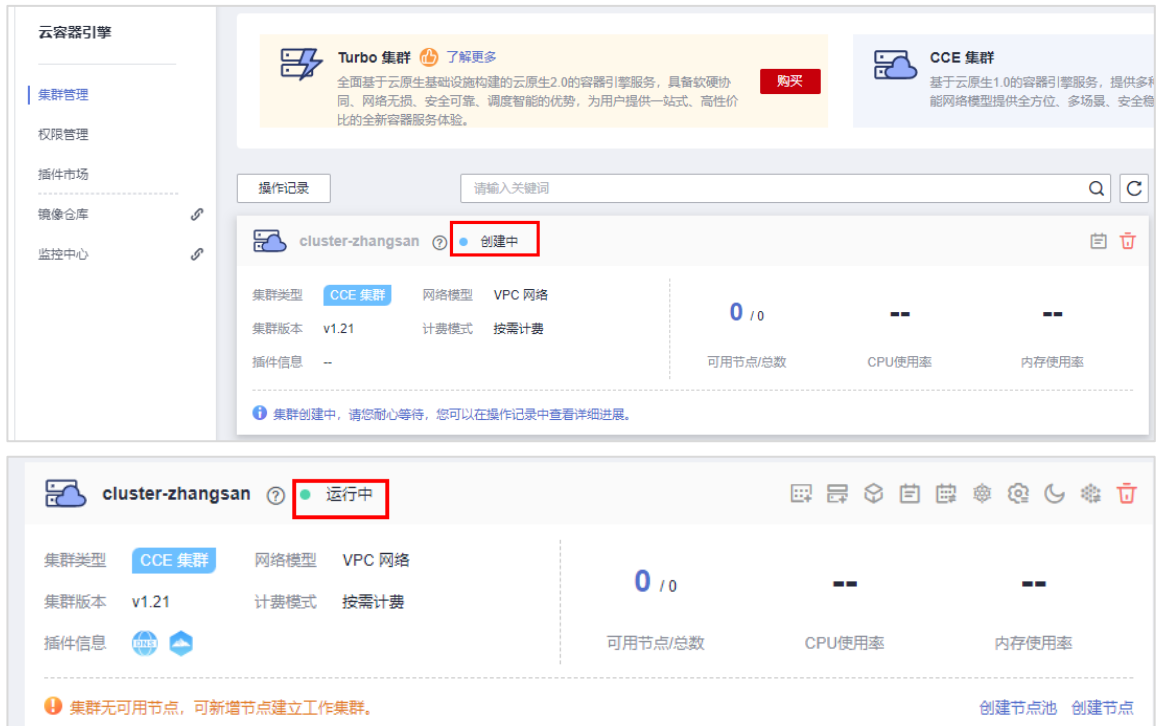 云容器引擎
集群管理
权限管理
插件市场
镜像仓库
监控中心
Turbo 集群 了解更多
全面基于云原生基础设施构建的云原生2.0的容器引擎服务，具备软硬协
同、网络无损、安全可靠、调度智能的优势，为用户提供一站式、高性价
比的全新容器服务体验。
购买
CCE 集群
基于云原生1.0的容器引擎服务，提供多种
能网络模型提供全方位、多场景、安全稳
操作记录
请输入关键词
cluster-zhangsan ? 创建中
集群类型 CCE 集群 网络模型 VPC 网络
集群版本 v1.21 计费模式 按需计费
插件信息 --
0 / 0 -- --
可用节点/总数 CPU使用率 内存使用率
集群创建中，请您耐心等待，您可以在操作记录中查看详细进展。
cluster-zhangsan ? 运行中
集群类型 CCE 集群 网络模型 VPC 网络
集群版本 v1.21 计费模式 按需计费
插件信息 DNS
0 / 0 -- --
可用节点/总数 CPU使用率 内存使用率
集群无可用节点，可新增节点建立工作集群。
创建节点池 创建节点